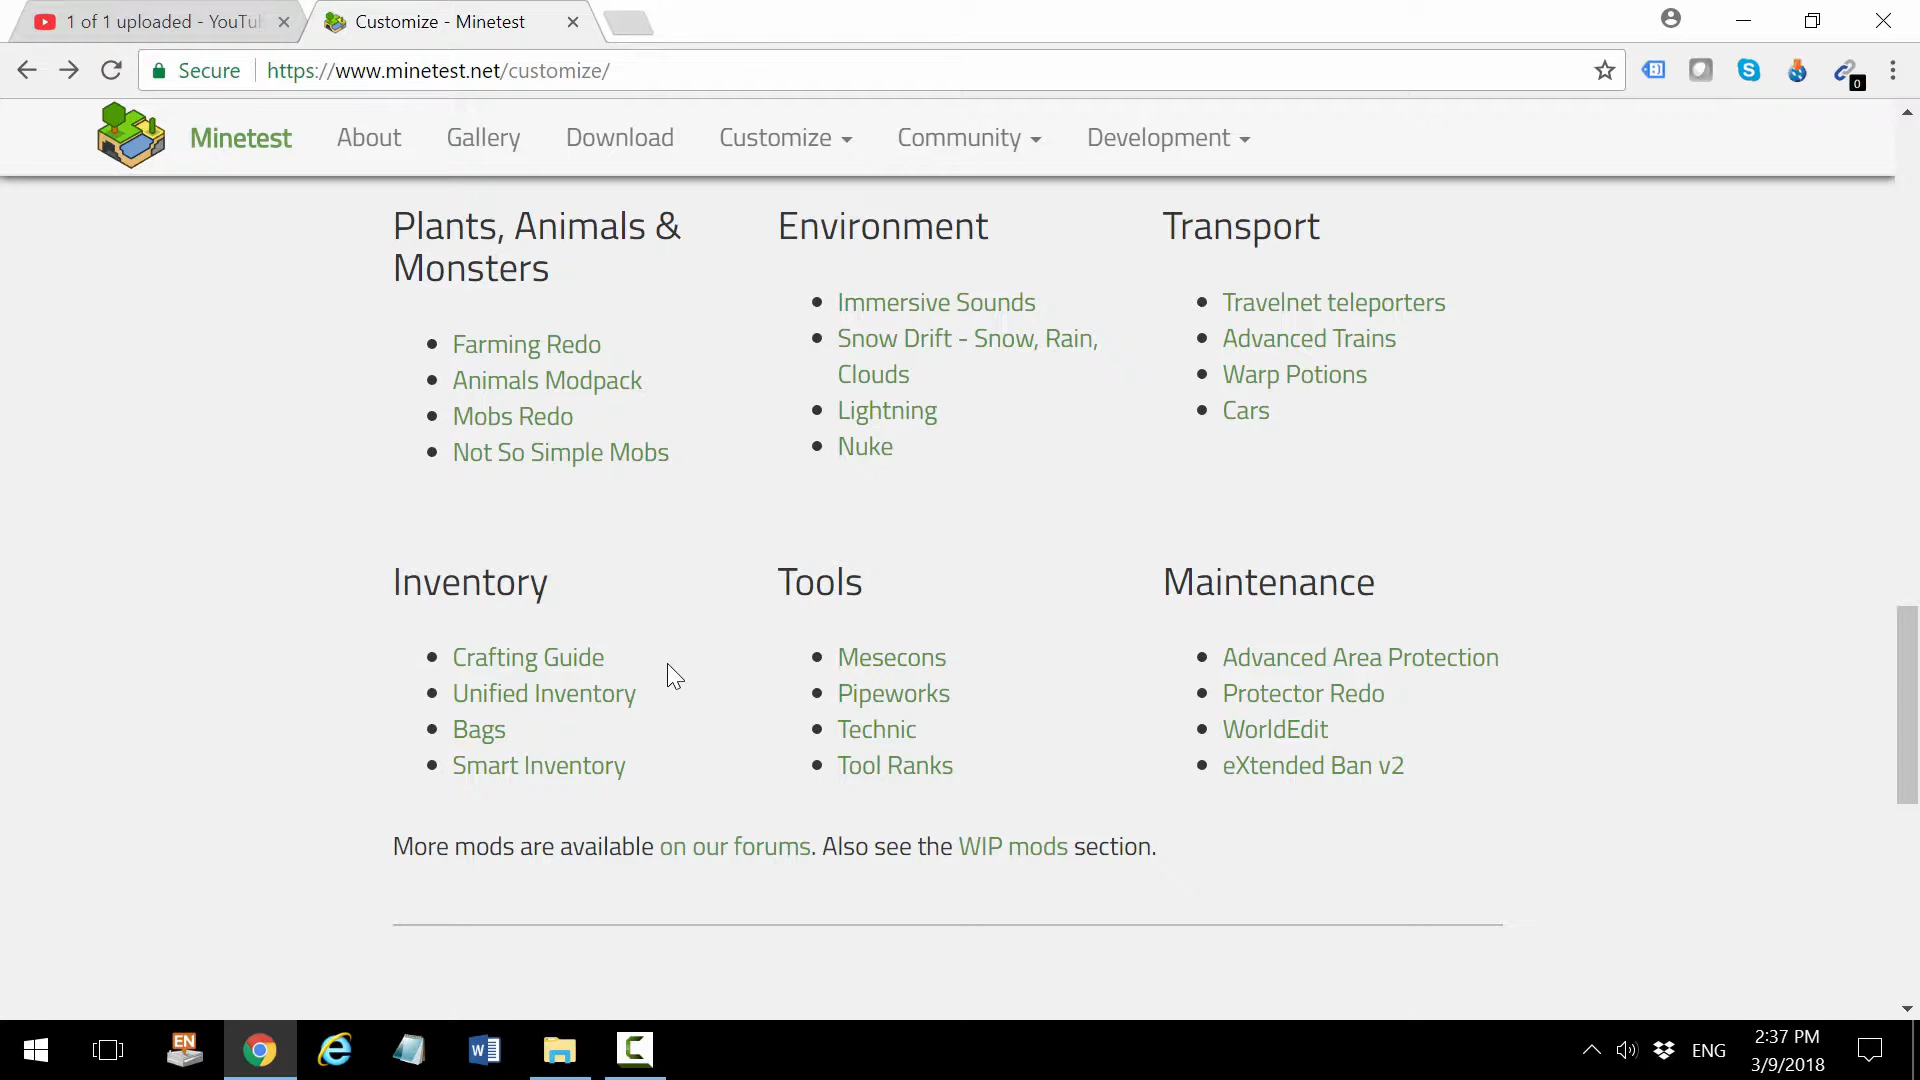 1 of 1 uploaded - YouTu
Customize - Minetest
Secure
https://www.minetest.net/customize/
0
Minetest
About
Gallery
Download
Customize
Community
Development
Plants, Animals &
Monsters
Farming Redo
Animals Modpack
Mobs Redo
Not So Simple Mobs
Environment
Immersive Sounds
Snow Drift - Snow, Rain,
Clouds
Lightning
Nuke
Transport
Travelnet teleporters
Advanced Trains
Warp Potions
Cars
Inventory
Crafting Guide
Unified Inventory
Bags
Smart Inventory
Tools
Mesecons
Pipeworks
Technic
Tool Ranks
Maintenance
Advanced Area Protection
Protector Redo
WorldEdit
eXtended Ban v2
More mods are available on our forums. Also see the WIP mods section.
EN
ENG
2:37 PM
3/9/2018